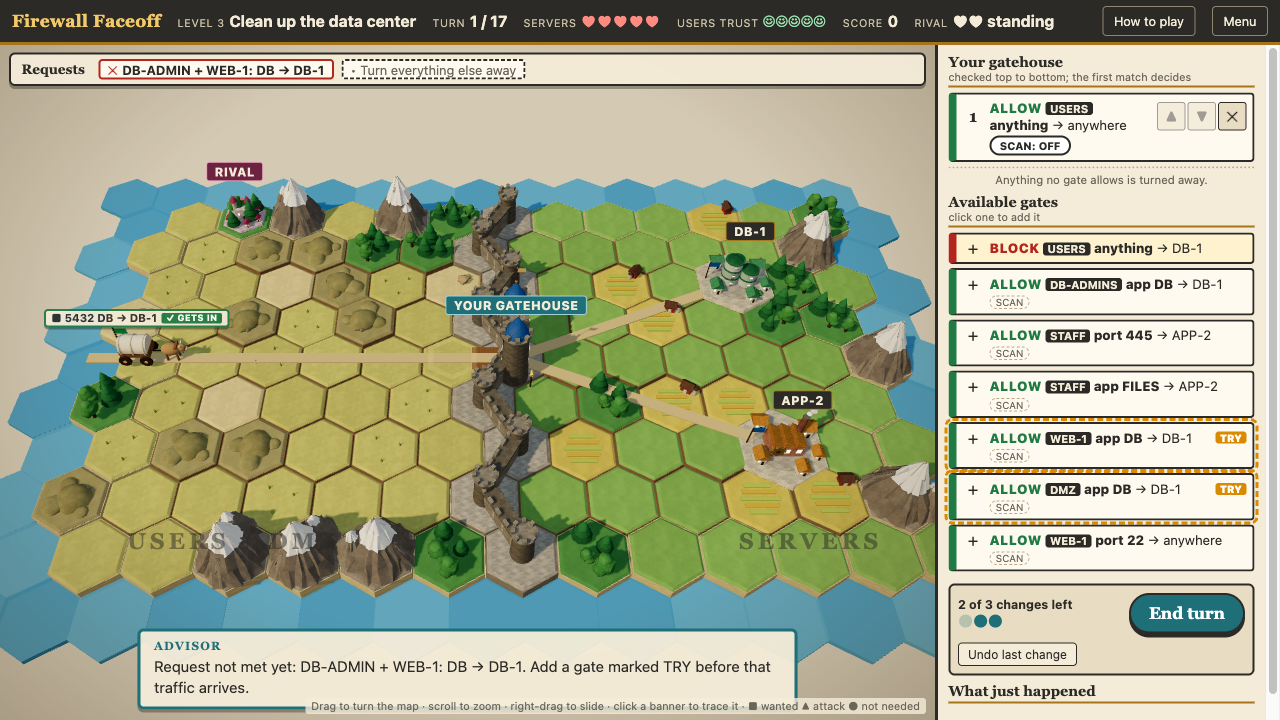 Firewall Faceoff LEVEL 3 Clean up the data center TURN 1 / 17 SERVERS USERS TRUST SCORE 0 RIVAL standing How to play Menu
Requests ✕ DB-ADMIN + WEB-1: DB → DB-1 · Turn everything else away
RIVAL
DB-1
YOUR GATEHOUSE
5432 DB → DB-1 ✓ GETS IN
APP-2
USERS DM SERVERS
ADVISOR
Request not met yet: DB-ADMIN + WEB-1: DB → DB-1. Add a gate marked TRY before that
traffic arrives.
Drag to turn the map · scroll to zoom · right-drag to slide · click a banner to trace it · ■ wanted ▲ attack ● not needed
Your gatehouse
checked top to bottom; the first match decides
1 ALLOW USERS
anything → anywhere
SCAN: OFF
▲ ▼ ✕
Anything no gate allows is turned away.
Available gates
click one to add it
+ BLOCK USERS anything → DB-1
+ ALLOW DB-ADMINS app DB → DB-1
SCAN
+ ALLOW STAFF port 445 → APP-2
SCAN
+ ALLOW STAFF app FILES → APP-2
SCAN
+ ALLOW WEB-1 app DB → DB-1 TRY
SCAN
+ ALLOW DMZ app DB → DB-1 TRY
SCAN
+ ALLOW WEB-1 port 22 → anywhere
SCAN
2 of 3 changes left
End turn
Undo last change
What just happened